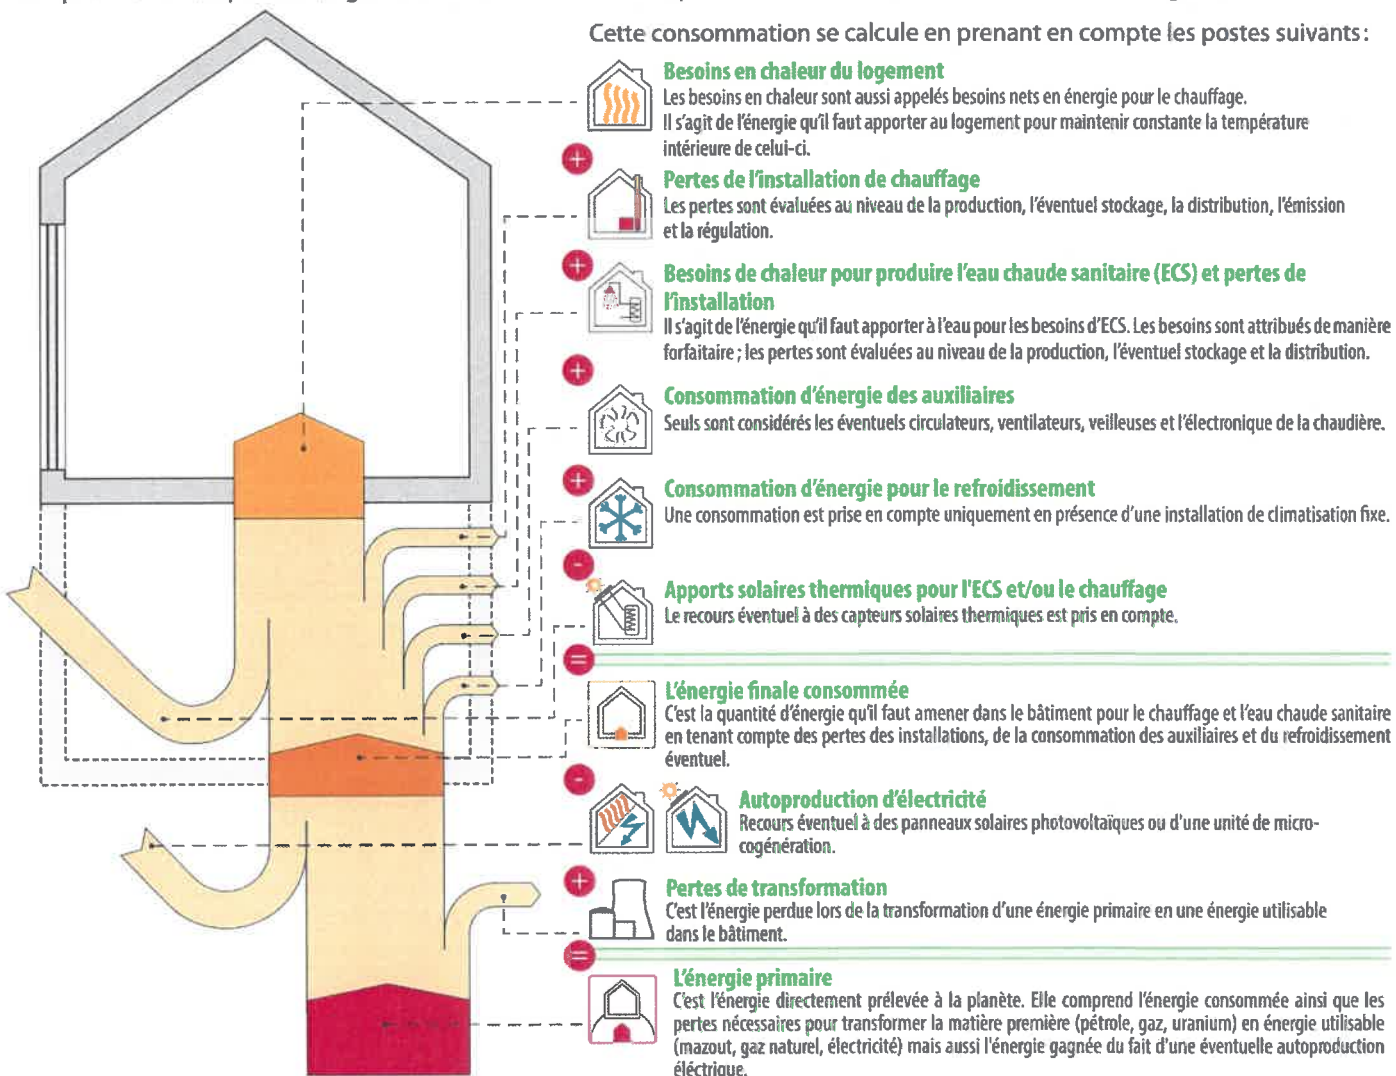 Cette consommation se calcule en prenant en compte les postes suivants :
Besoins en chaleur du logement
Les besoins en chaleur sont aussi appelés besoins nets en énergie pour le chauffage.
Il s'agit de l'énergie qu'il faut apporter au logement pour maintenir constante la température
intérieure de celui-ci.
+
Pertes de l'installation de chauffage
Les pertes sont évaluées au niveau de la production, l'éventuel stockage, la distribution, l'émission
et la régulation.
+
Besoins de chaleur pour produire l'eau chaude sanitaire (ECS) et pertes de
l'installation
Il s'agit de l'énergie qu'il faut apporter à l'eau pour les besoins d'ECS. Les besoins sont attribués de manière
forfaitaire ; les pertes sont évaluées au niveau de la production, l'éventuel stockage et la distribution.
+
Consommation d'énergie des auxiliaires
Seuls sont considérés les éventuels circulateurs, ventilateurs, veilleuses et l'électronique de la chaudière.
+
Consommation d'énergie pour le refroidissement
Une consommation est prise en compte uniquement en présence d'une installation de climatisation fixe.
-
Apports solaires thermiques pour l'ECS et/ou le chauffage
Le recours éventuel à des capteurs solaires thermiques est pris en compte.
=
L'énergie finale consommée
C'est la quantité d'énergie qu'il faut amener dans le bâtiment pour le chauffage et l'eau chaude sanitaire
en tenant compte des pertes des installations, de la consommation des auxiliaires et du refroidissement
éventuel.
-
Autoproduction d'électricité
Recours éventuel à des panneaux solaires photovoltaïques ou d'une unité de micro-
cogénération.
+
Pertes de transformation
C'est l'énergie perdue lors de la transformation d'une énergie primaire en une énergie utilisable
dans le bâtiment.
=
L'énergie primaire
C'est l'énergie directement prélevée à la planète. Elle comprend l'énergie consommée ainsi que les
pertes nécessaires pour transformer la matière première (pétrole, gaz, uranium) en énergie utilisable
(mazout, gaz naturel, électricité) mais aussi l'énergie gagnée du fait d'une éventuelle autoproduction
éléctrique.